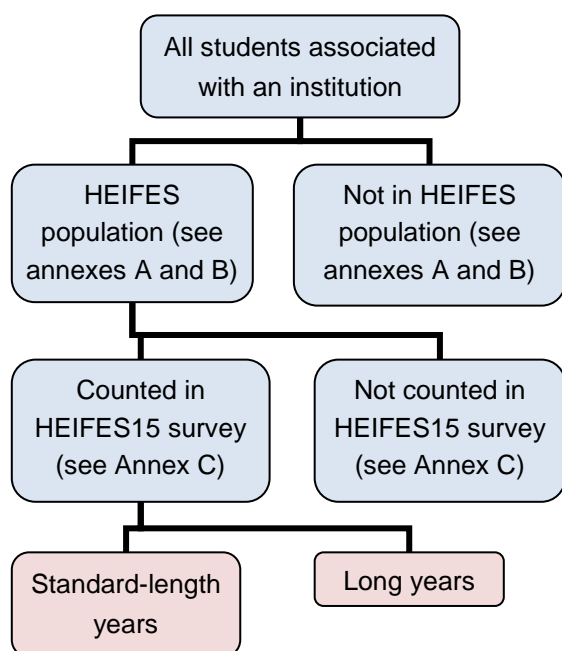 All students associated
with an institution
HEIFES
population (see
annexes A and B)
Not in HEIFES
population (see
annexes A and B)
Counted in
HEIFES15 survey
(see Annex C)
Not counted in
HEIFES15 survey
(see Annex C)
Standard-length
years
Long years